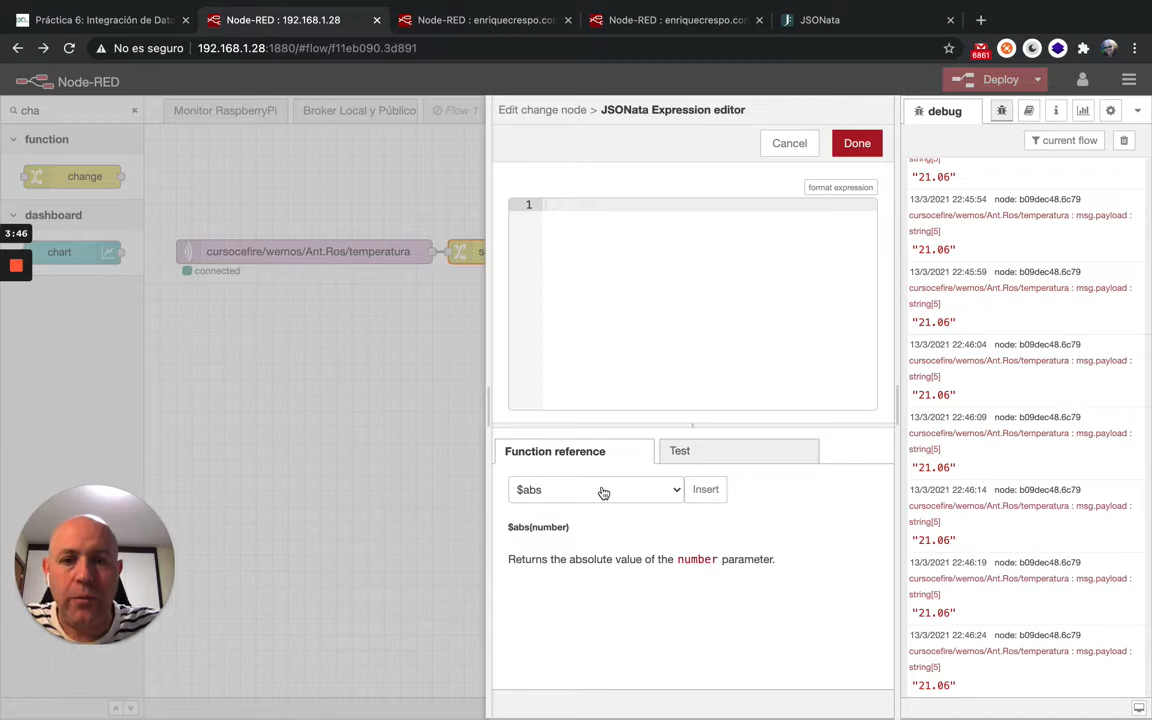 Práctica 6: Integración de Dato
Node-RED : 192.168.1.28
Node-RED : enriquecrespo.con
Node-RED : enriquecrespo.con
JSONata
No es seguro
192.168.1.28:1880/#flow/f11eb090.3d891
6861
Node-RED
Deploy
cha
Monitor RaspberryPi
Broker Local y Público
Flow 1
Edit change node > JSONata Expression editor
debug
function
Cancel
Done
current flow
change
format expression
dashboard
1
3:46
chart
cursocefire/wemos/Ant.Ros/temperatura
s
connected
Function reference
Test
$abs
Insert
$abs(number)
Returns the absolute value of the number parameter.
string[5]
"21.06"
13/3/2021 22:45:54 node: b09dec48.6c79
cursocefire/wemos/Ant.Ros/temperatura : msg.payload :
string[5]
"21.06"
13/3/2021 22:45:59 node: b09dec48.6c79
cursocefire/wemos/Ant.Ros/temperatura : msg.payload :
string[5]
"21.06"
13/3/2021 22:46:04 node: b09dec48.6c79
cursocefire/wemos/Ant.Ros/temperatura : msg.payload :
string[5]
"21.06"
13/3/2021 22:46:09 node: b09dec48.6c79
cursocefire/wemos/Ant.Ros/temperatura : msg.payload :
string[5]
"21.06"
13/3/2021 22:46:14 node: b09dec48.6c79
cursocefire/wemos/Ant.Ros/temperatura : msg.payload :
string[5]
"21.06"
13/3/2021 22:46:19 node: b09dec48.6c79
cursocefire/wemos/Ant.Ros/temperatura : msg.payload :
string[5]
"21.06"
13/3/2021 22:46:24 node: b09dec48.6c79
cursocefire/wemos/Ant.Ros/temperatura : msg.payload :
string[5]
"21.06"